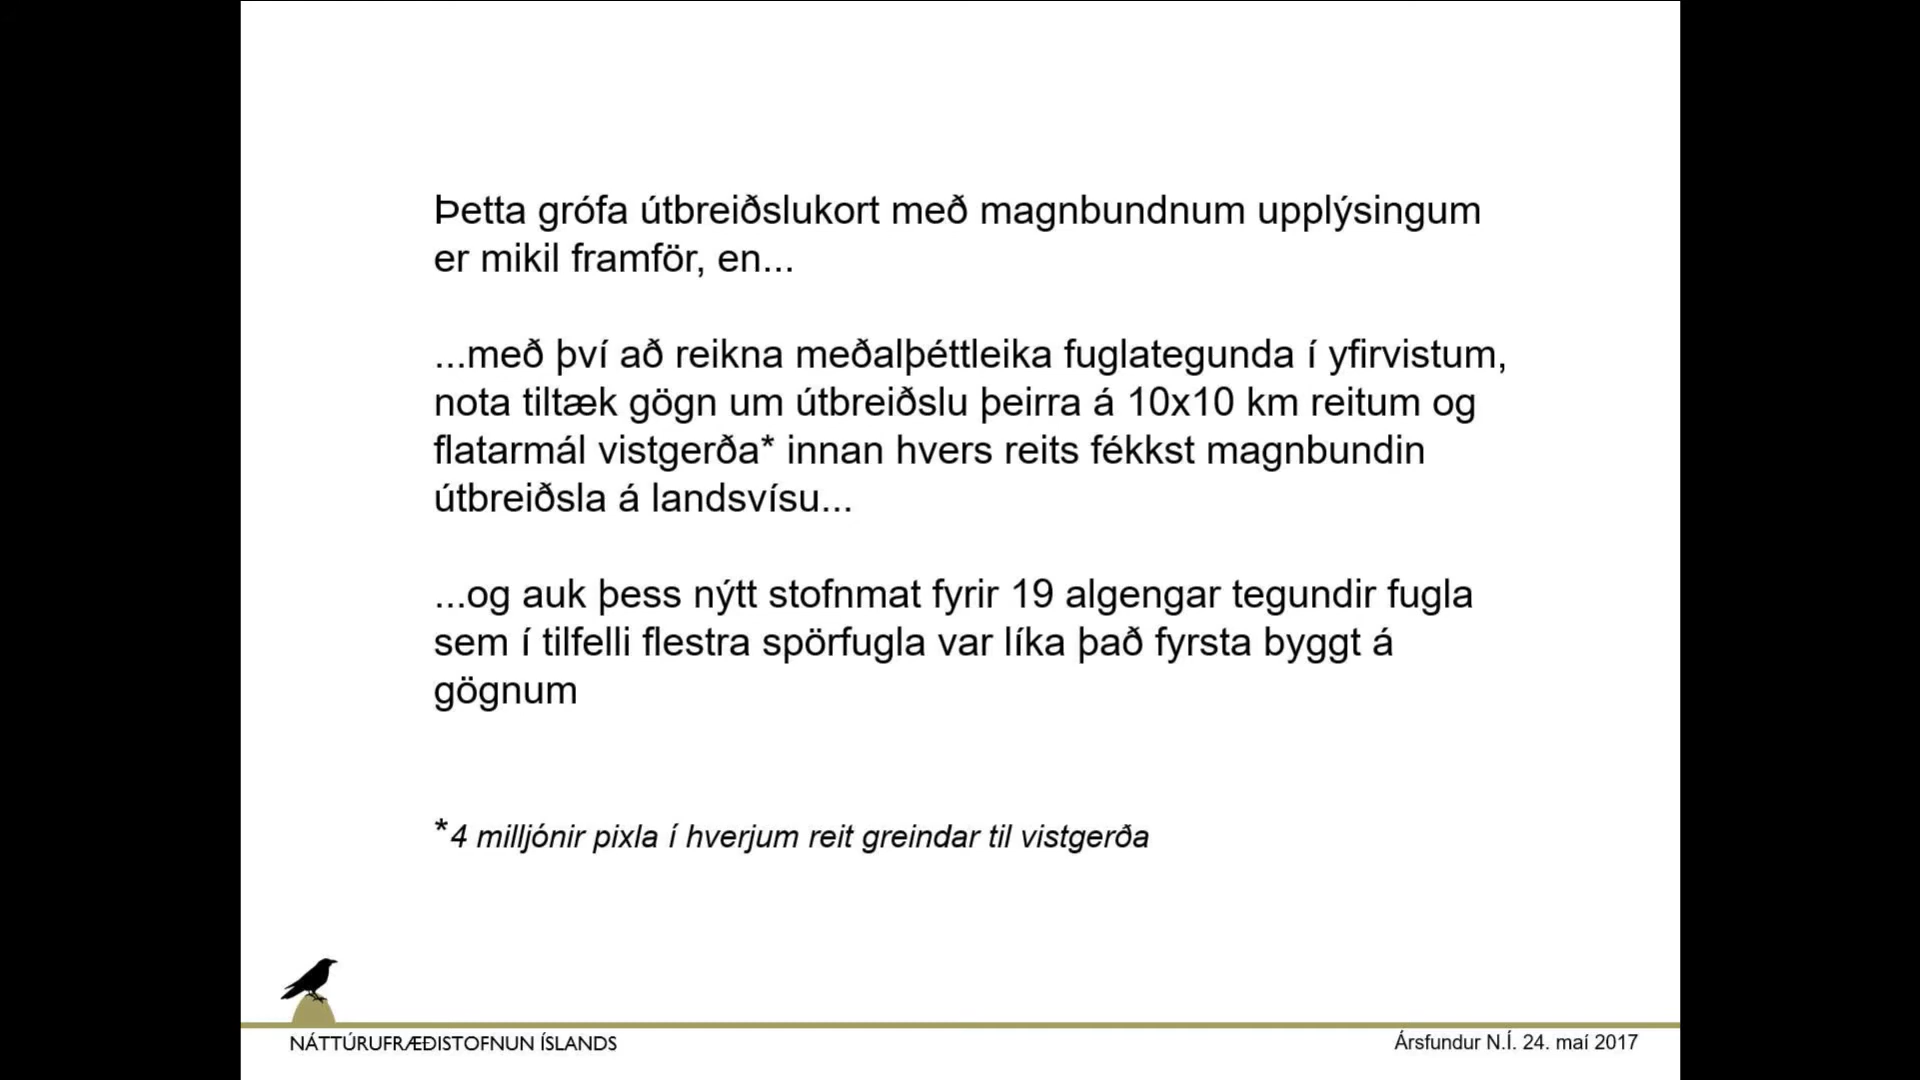 Þetta grófa útbreiðslukort með magnbundnum upplýsingum
er mikil framför, en...
...með því að reikna meðalþéttleika fuglategunda í yfirvistum,
nota tiltæk gögn um útbreiðslu þeirra á 10x10 km reitum og
flatarmál vistgerða* innan hvers reits fékkst magnbundin
útbreiðsla á landsvísu...
...og auk þess nýtt stofnmat fyrir 19 algengar tegundir fugla
sem í tilfelli flestra spörfugla var líka það fyrsta byggt á
gögnum
*4 milljónir pixla í hverjum reit greindar til vistgerða
NÁTTÚRUFRÆÐISTOFNUN ÍSLANDS
Ársfundur N.Í. 24. maí 2017